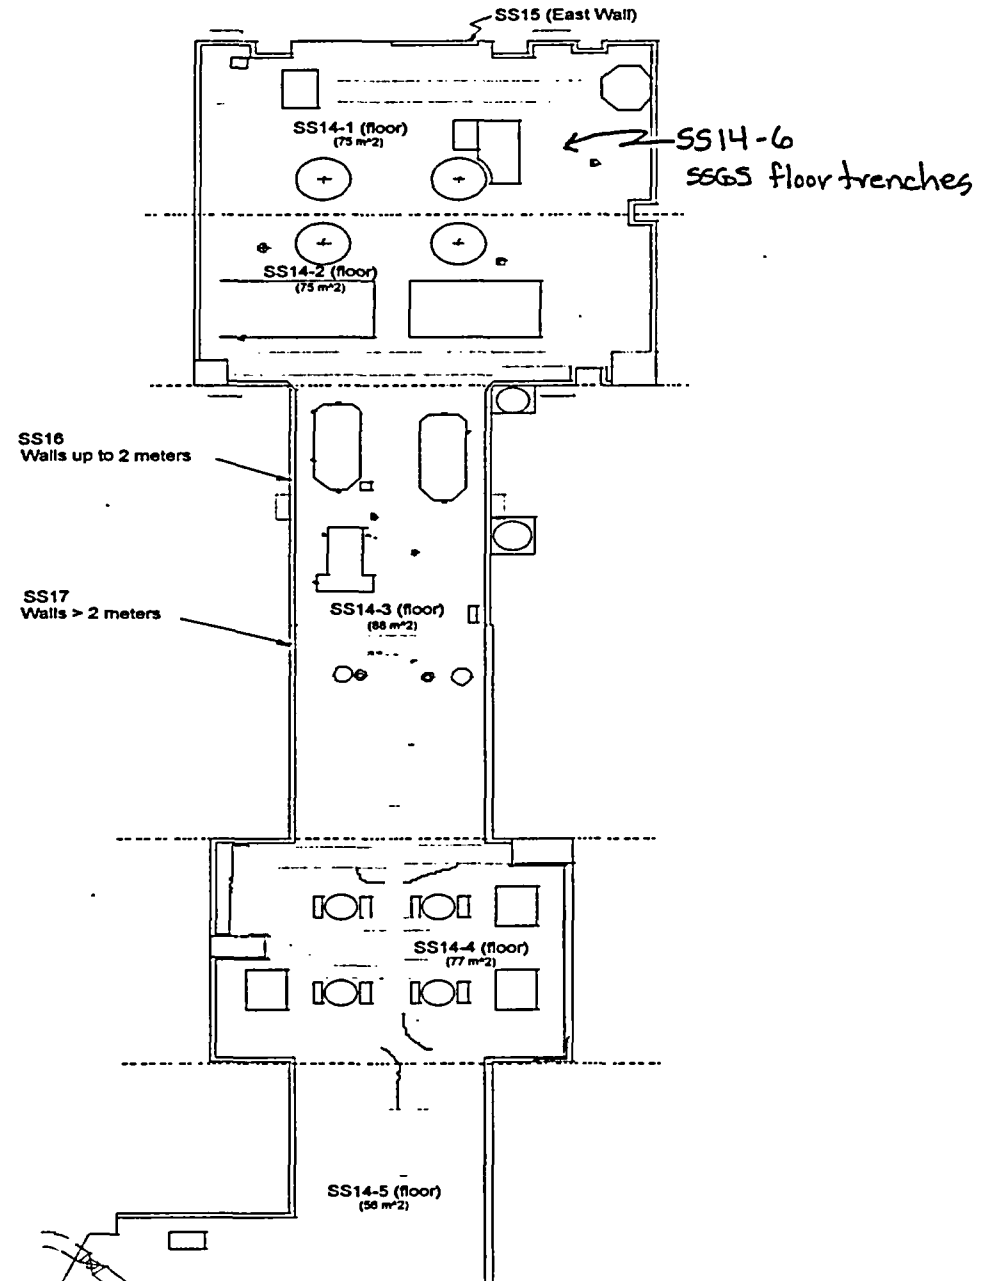 SS15 (East Wall)
SS14-1 (floor)
(75 m^2)
SS14-6
SSGS floor trenches
SS14-2 (floor)
(75 m^2)
SS16
Walls up to 2 meters
SS17
Walls > 2 meters
SS14-3 (floor)
(88 m^2)
SS14-4 (floor)
(77 m^2)
SS14-5 (floor)
(56 m^2)